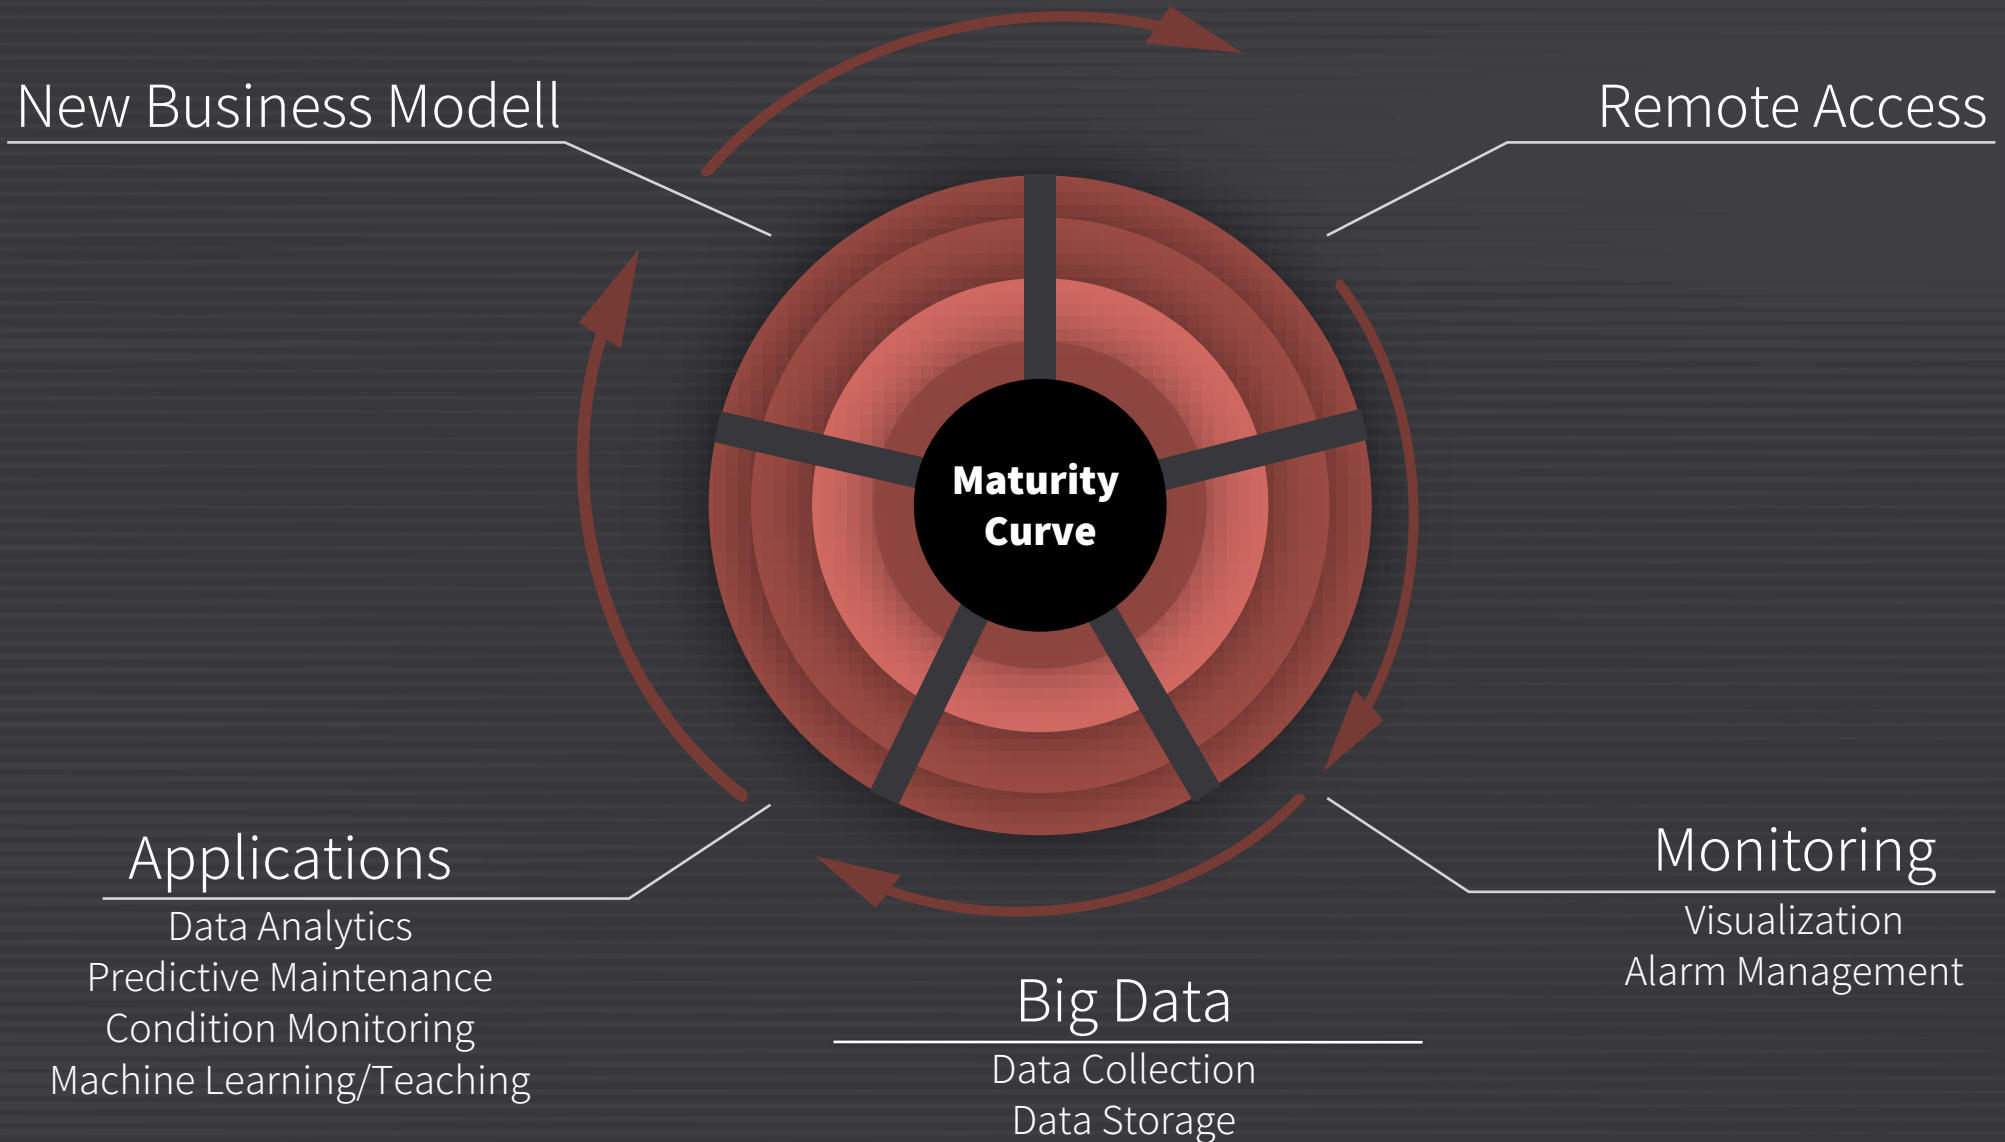 New Business Modell
Remote Access
Maturity
Curve
Applications
Data Analytics
Predictive Maintenance
Condition Monitoring
Machine Learning/Teaching
Monitoring
Visualization
Alarm Management
Big Data
Data Collection
Data Storage